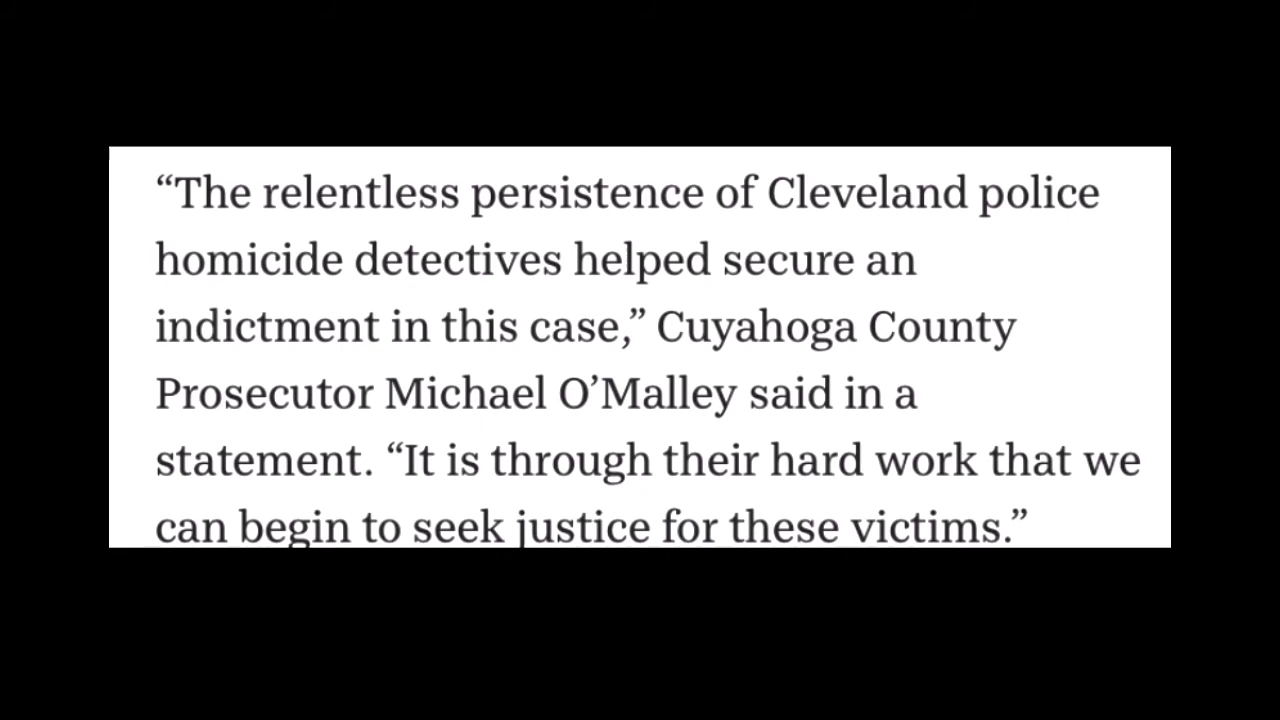 “The relentless persistence of Cleveland police
homicide detectives helped secure an
indictment in this case,” Cuyahoga County
Prosecutor Michael O’Malley said in a
statement. “It is through their hard work that we
can begin to seek justice for these victims.”